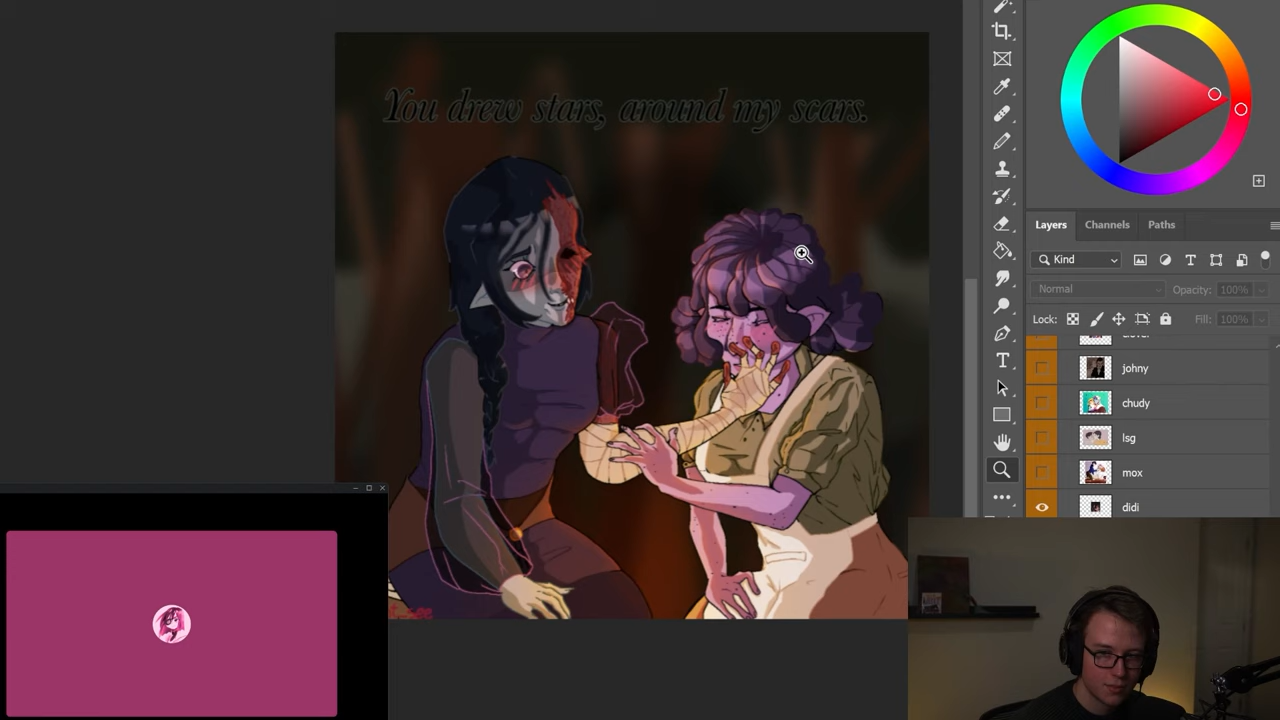 You drew stars, around my scars.
Layers Channels Paths
Kind
Normal Opacity: 100%
Lock: Fill: 100%
johny
chudy
lsg
mox
didi